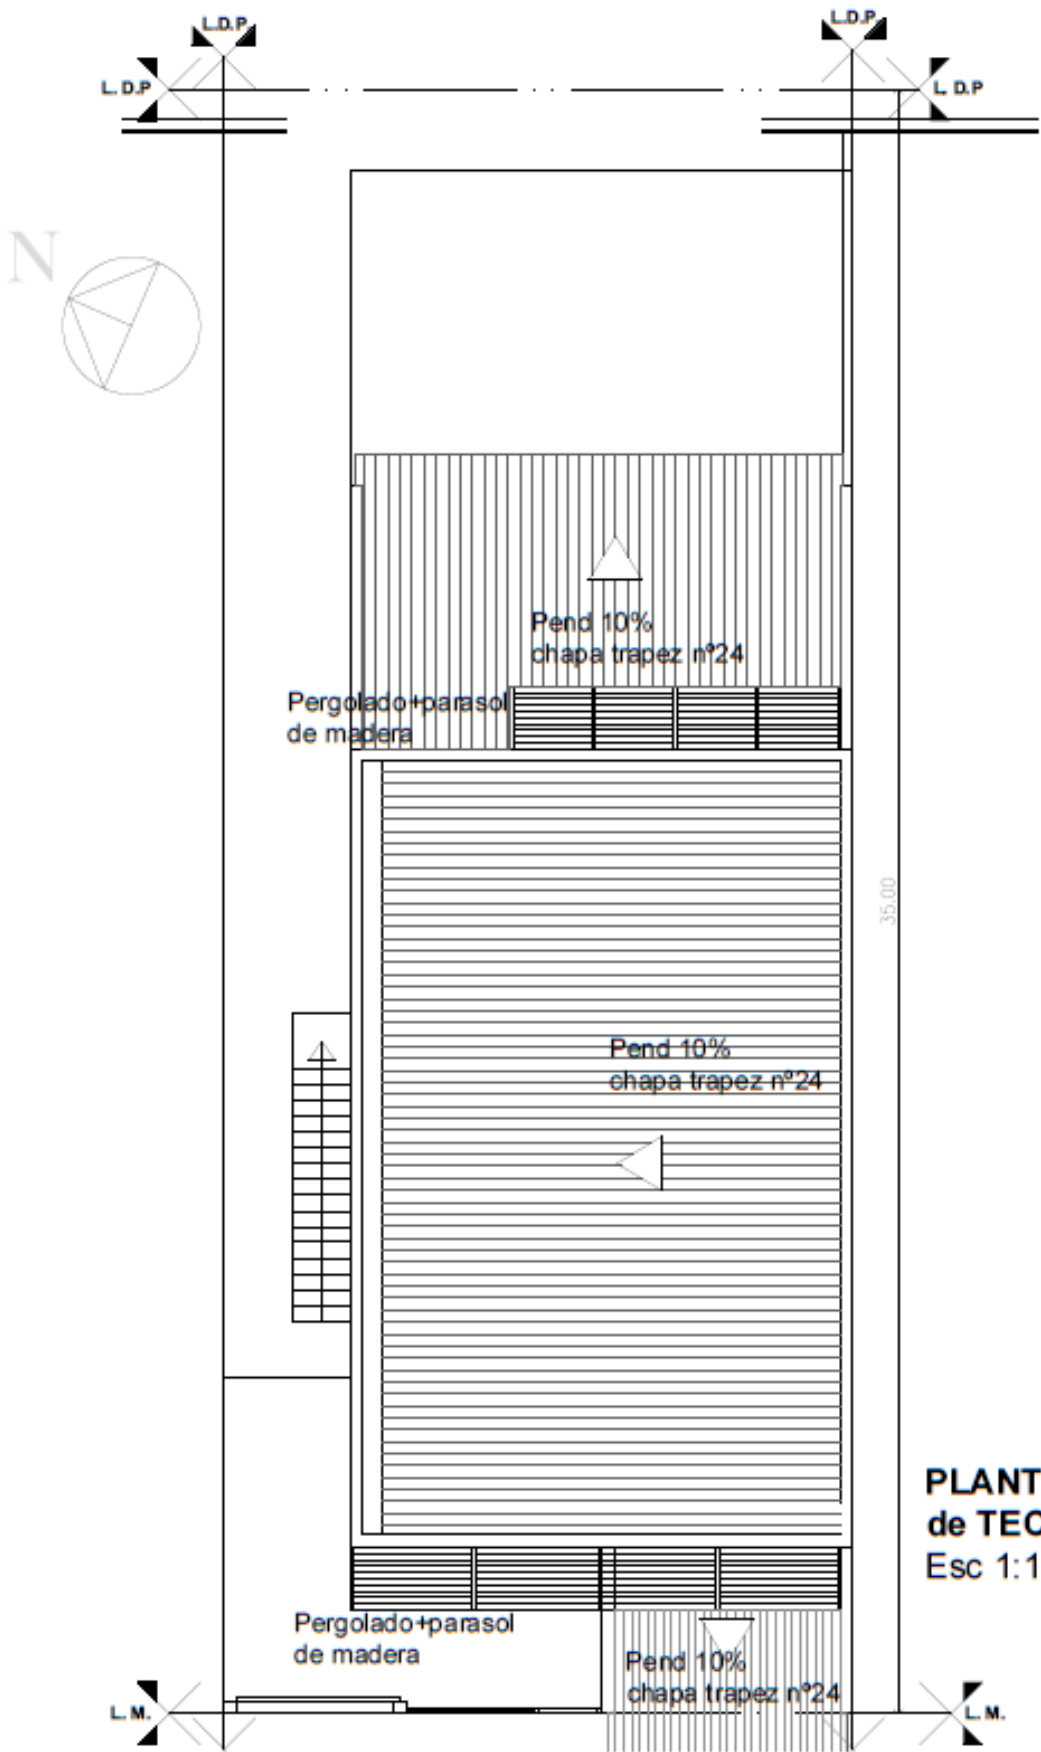 L.D.P.
L.D.P.
L. D.P
L. D.P
N
Pend 10%
chapa trapez nº24
Pergolado+parasol
de madera
35.00
Pend 10%
chapa trapez nº24
PLANT
de TEC
Esc 1:1
Pergolado+parasol
de madera
Pend 10%
chapa trapez nº24
L. M.
L. M.